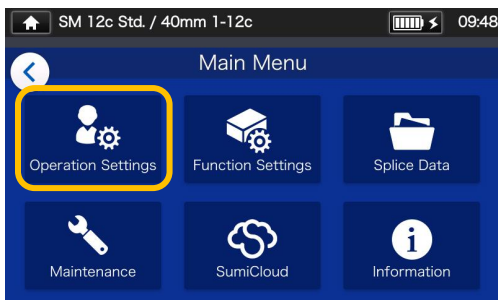 SM 12c Std. / 40mm 1-12c 09:48
Main Menu
Operation Settings Function Settings Splice Data
Maintenance SumiCloud Information